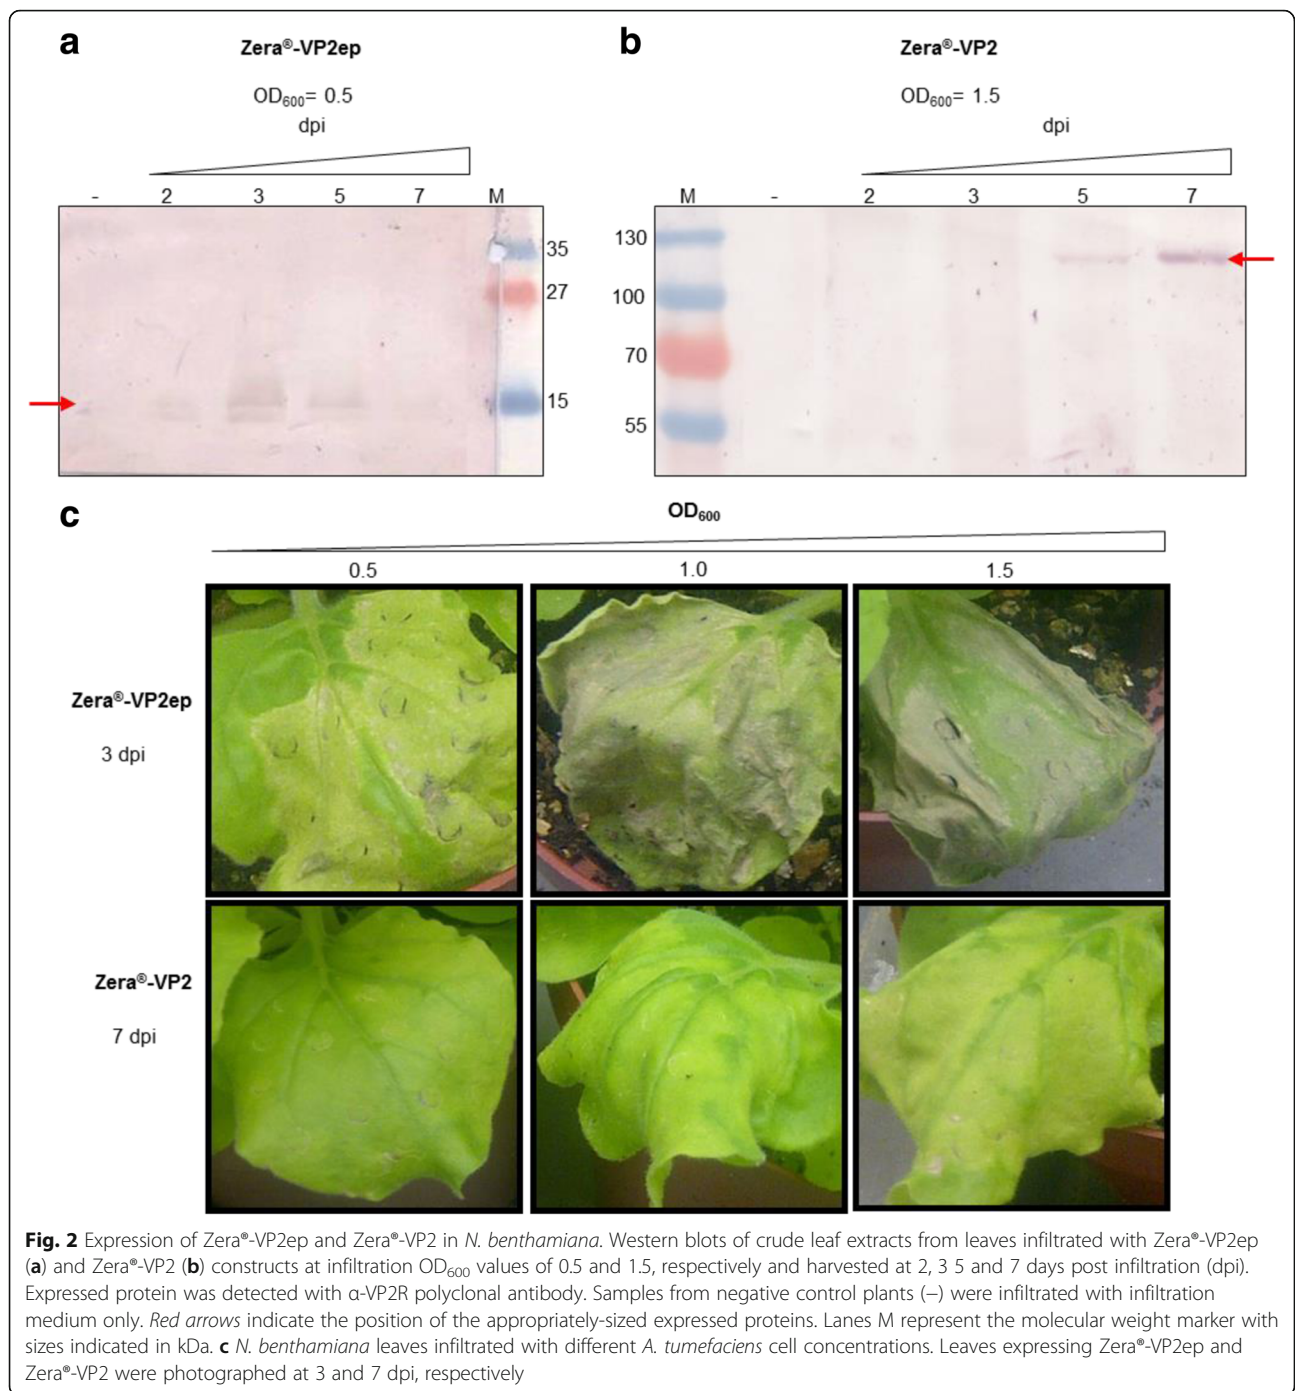 a
Zera®-VP2ep
OD600= 0.5
dpi
- 2 3 5 7 M
35
27
15
b
Zera®-VP2
OD600= 1.5
dpi
M - 2 3 5 7
130
100
70
55
c
OD600
0.5 1.0 1.5
Zera®-VP2ep
3 dpi
Zera®-VP2
7 dpi
Fig. 2 Expression of Zera®-VP2ep and Zera®-VP2 in N. benthamiana. Western blots of crude leaf extracts from leaves infiltrated with Zera®-VP2ep
(a) and Zera®-VP2 (b) constructs at infiltration OD600 values of 0.5 and 1.5, respectively and harvested at 2, 3 5 and 7 days post infiltration (dpi).
Expressed protein was detected with α-VP2R polyclonal antibody. Samples from negative control plants (−) were infiltrated with infiltration
medium only. Red arrows indicate the position of the appropriately-sized expressed proteins. Lanes M represent the molecular weight marker with
sizes indicated in kDa. c N. benthamiana leaves infiltrated with different A. tumefaciens cell concentrations. Leaves expressing Zera®-VP2ep and
Zera®-VP2 were photographed at 3 and 7 dpi, respectively